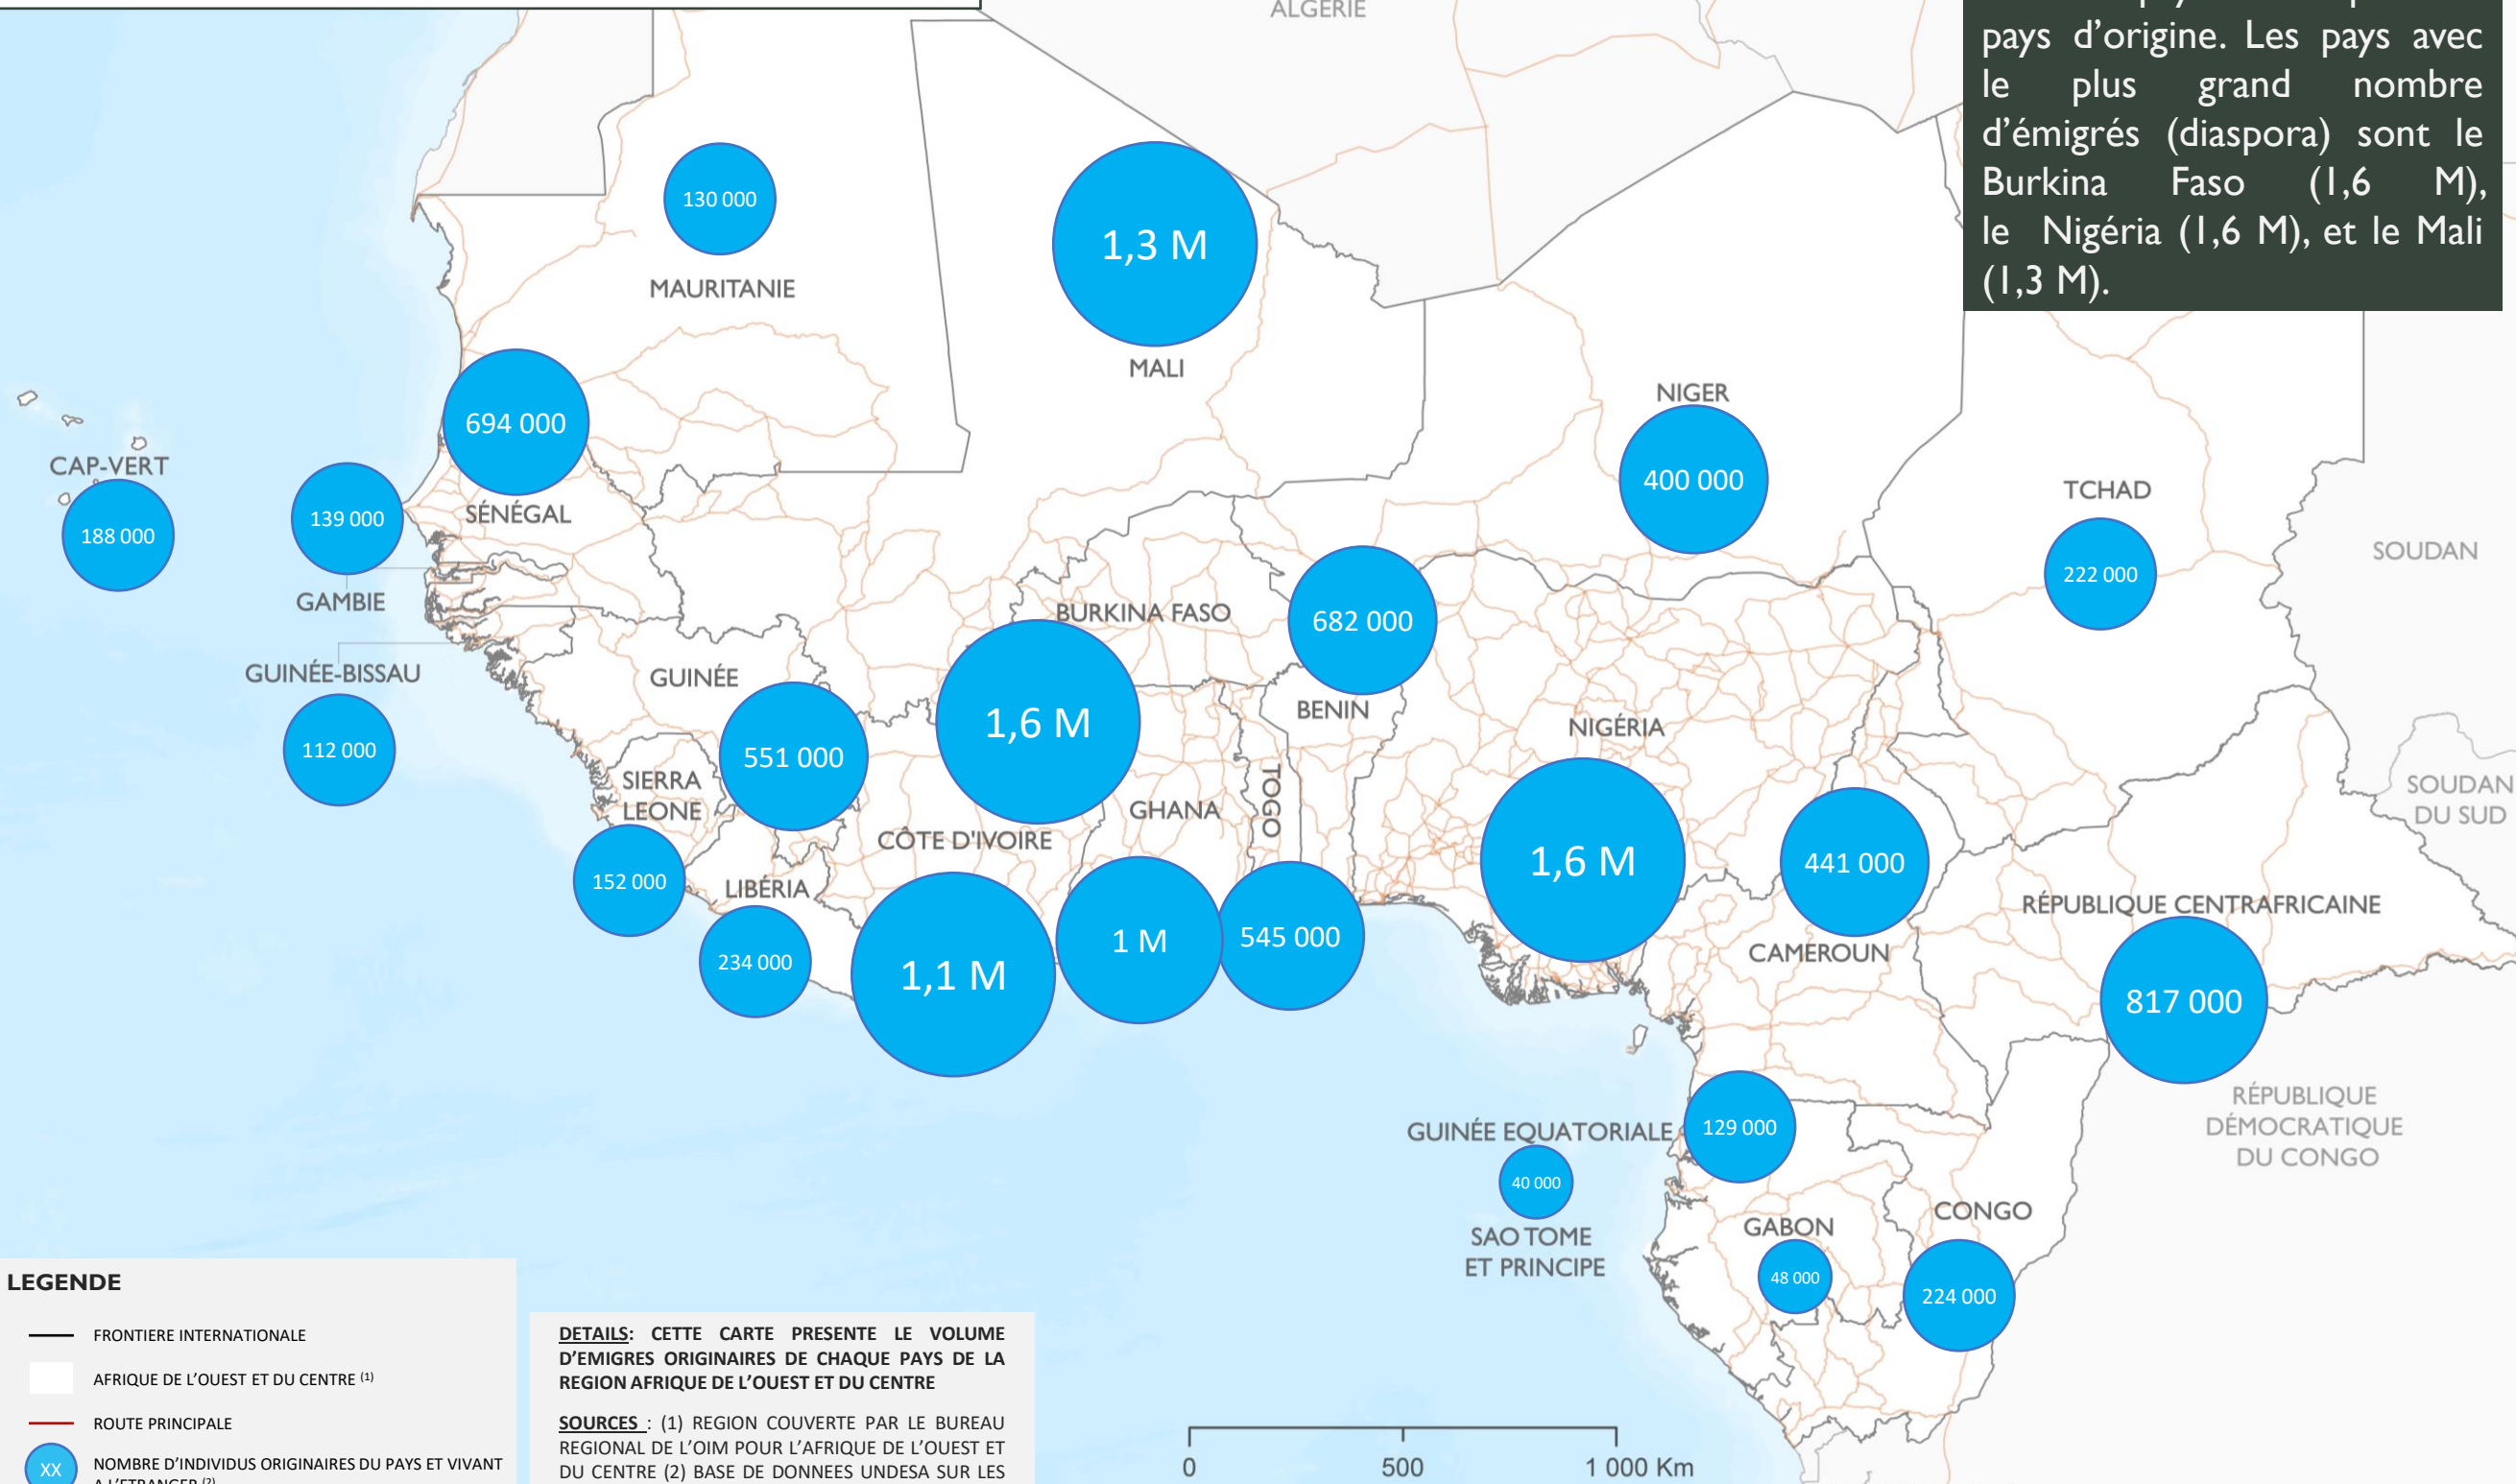 ALGERIE
pays d’origine. Les pays avec
le plus grand nombre
d’émigrés (diaspora) sont le
Burkina Faso (1,6 M),
le Nigéria (1,6 M), et le Mali
(1,3 M).
130 000
MAURITANIE
1,3 M
MALI
NIGER
400 000
694 000
SÉNÉGAL
CAP-VERT
188 000
139 000
GAMBIE
TCHAD
222 000
SOUDAN
BURKINA FASO
1,6 M
682 000
BENIN
GUINÉE-BISSAU
112 000
GUINÉE
551 000
NIGÉRIA
1,6 M
SIERRA
LEONE
152 000
LIBÉRIA
234 000
CÔTE D'IVOIRE
1,1 M
GHANA
1 M
TOGO
545 000
441 000
CAMEROUN
SOUDAN
DU SUD
RÉPUBLIQUE CENTRAFRICAINE
817 000
RÉPUBLIQUE
DÉMOCRATIQUE
DU CONGO
GUINÉE EQUATORIALE
129 000
40 000
SAO TOME
ET PRINCIPE
GABON
48 000
CONGO
224 000
LEGENDE
FRONTIERE INTERNATIONALE
AFRIQUE DE L’OUEST ET DU CENTRE (1)
ROUTE PRINCIPALE
XX
NOMBRE D’INDIVIDUS ORIGINAIRES DU PAYS ET VIVANT
A L’ETRANGER (2)
DETAILS: CETTE CARTE PRESENTE LE VOLUME
D’EMIGRES ORIGINAIRES DE CHAQUE PAYS DE LA
REGION AFRIQUE DE L’OUEST ET DU CENTRE
SOURCES : (1) REGION COUVERTE PAR LE BUREAU
REGIONAL DE L’OIM POUR L’AFRIQUE DE L’OUEST ET
DU CENTRE (2) BASE DE DONNEES UNDESA SUR LES
0
500
1 000 Km